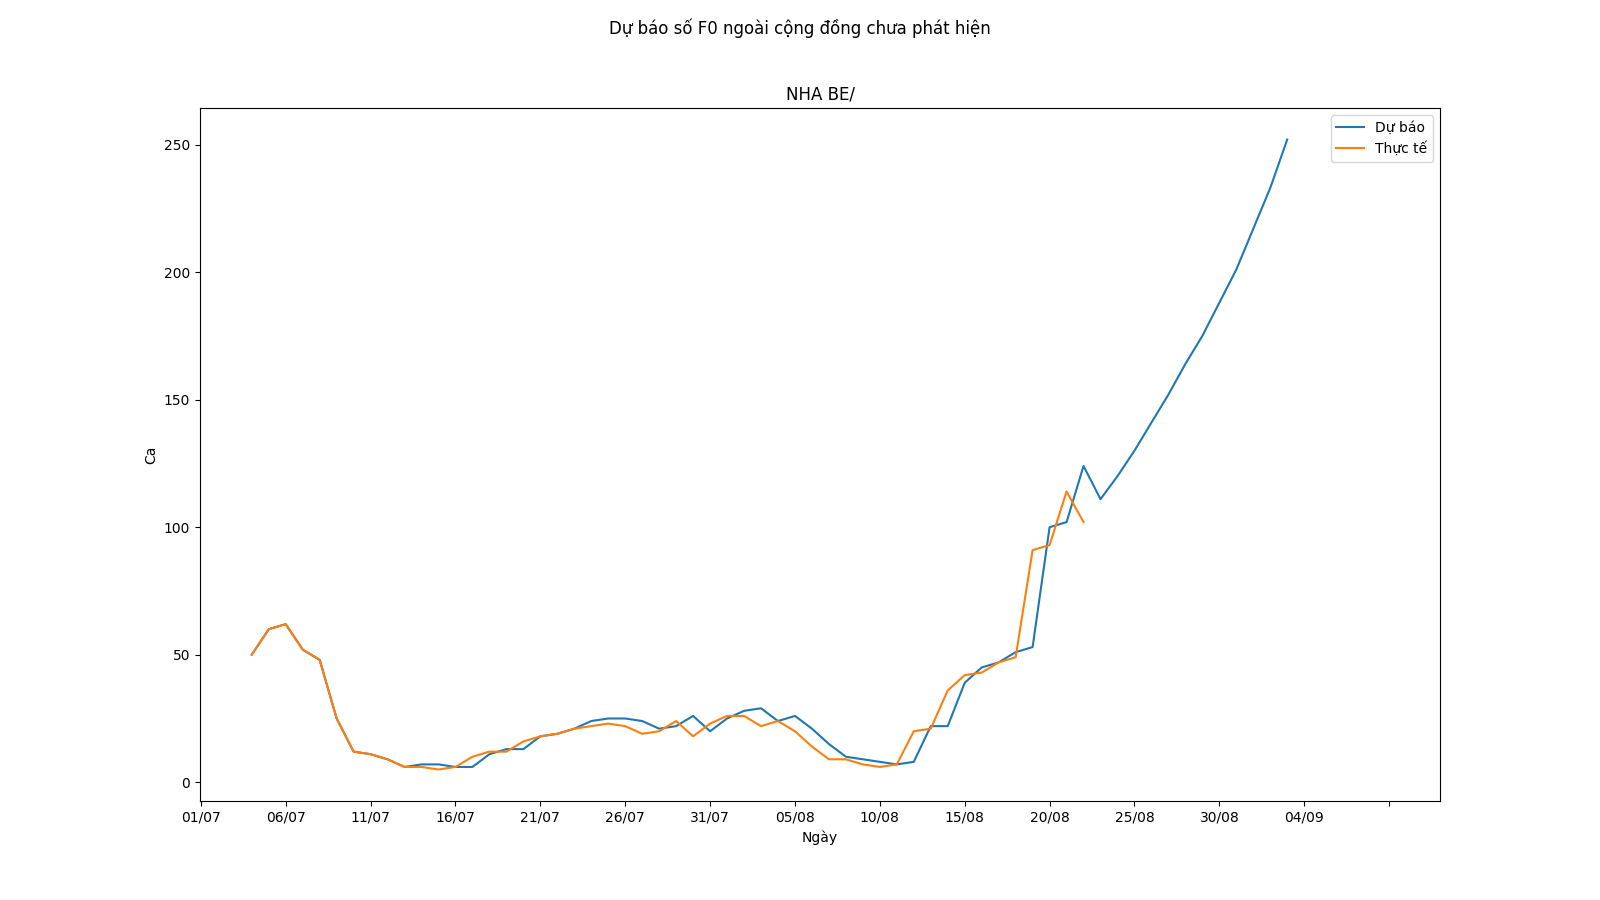 Dự báo số F0 ngoài cộng đồng chưa phát hiện
NHA BE/
Dự báo
Thực tế
Ca
250
200
150
100
50
0
01/07 06/07 11/07 16/07 21/07 26/07 31/07 05/08 10/08 15/08 20/08 25/08 30/08 04/09
Ngày